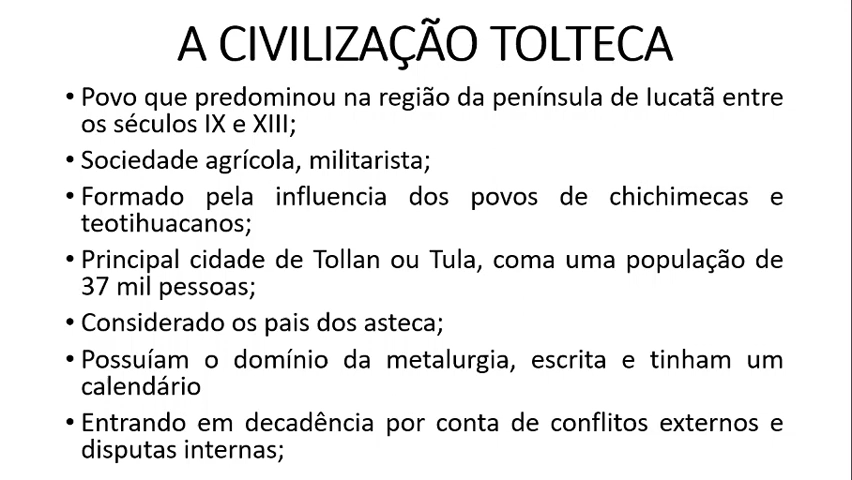 A CIVILIZAÇÃO TOLTECA
• Povo que predominou na região da península de Iucatã entre
os séculos IX e XIII;
• Sociedade agrícola, militarista;
• Formado pela influencia dos povos de chichimecas e
teotihuacanos;
• Principal cidade de Tollan ou Tula, coma uma população de
37 mil pessoas;
• Considerado os pais dos asteca;
• Possuíam o domínio da metalurgia, escrita e tinham um
calendário
• Entrando em decadência por conta de conflitos externos e
disputas internas;